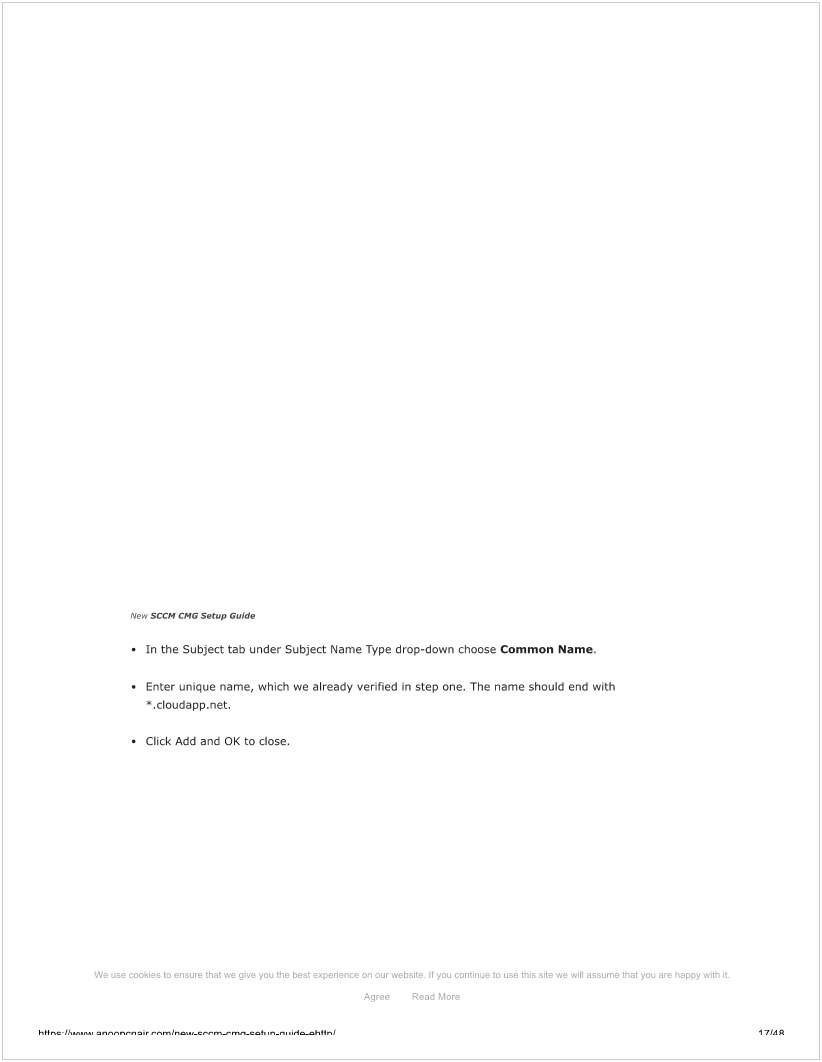 New SCCM CMG Setup Guide
• In the Subject tab under Subject Name Type drop-down choose Common Name.
• Enter unique name, which we already verified in step one. The name should end with
*.cloudapp.net.
• Click Add and OK to close.
We use cookies to ensure that we give you the best experience on our website. If you continue to use this site we will assume that you are happy with it.
Agree Read More
https://www.anoopcnair.com/new-sccm-cmg-setup-guide-ehttp/ 17/48